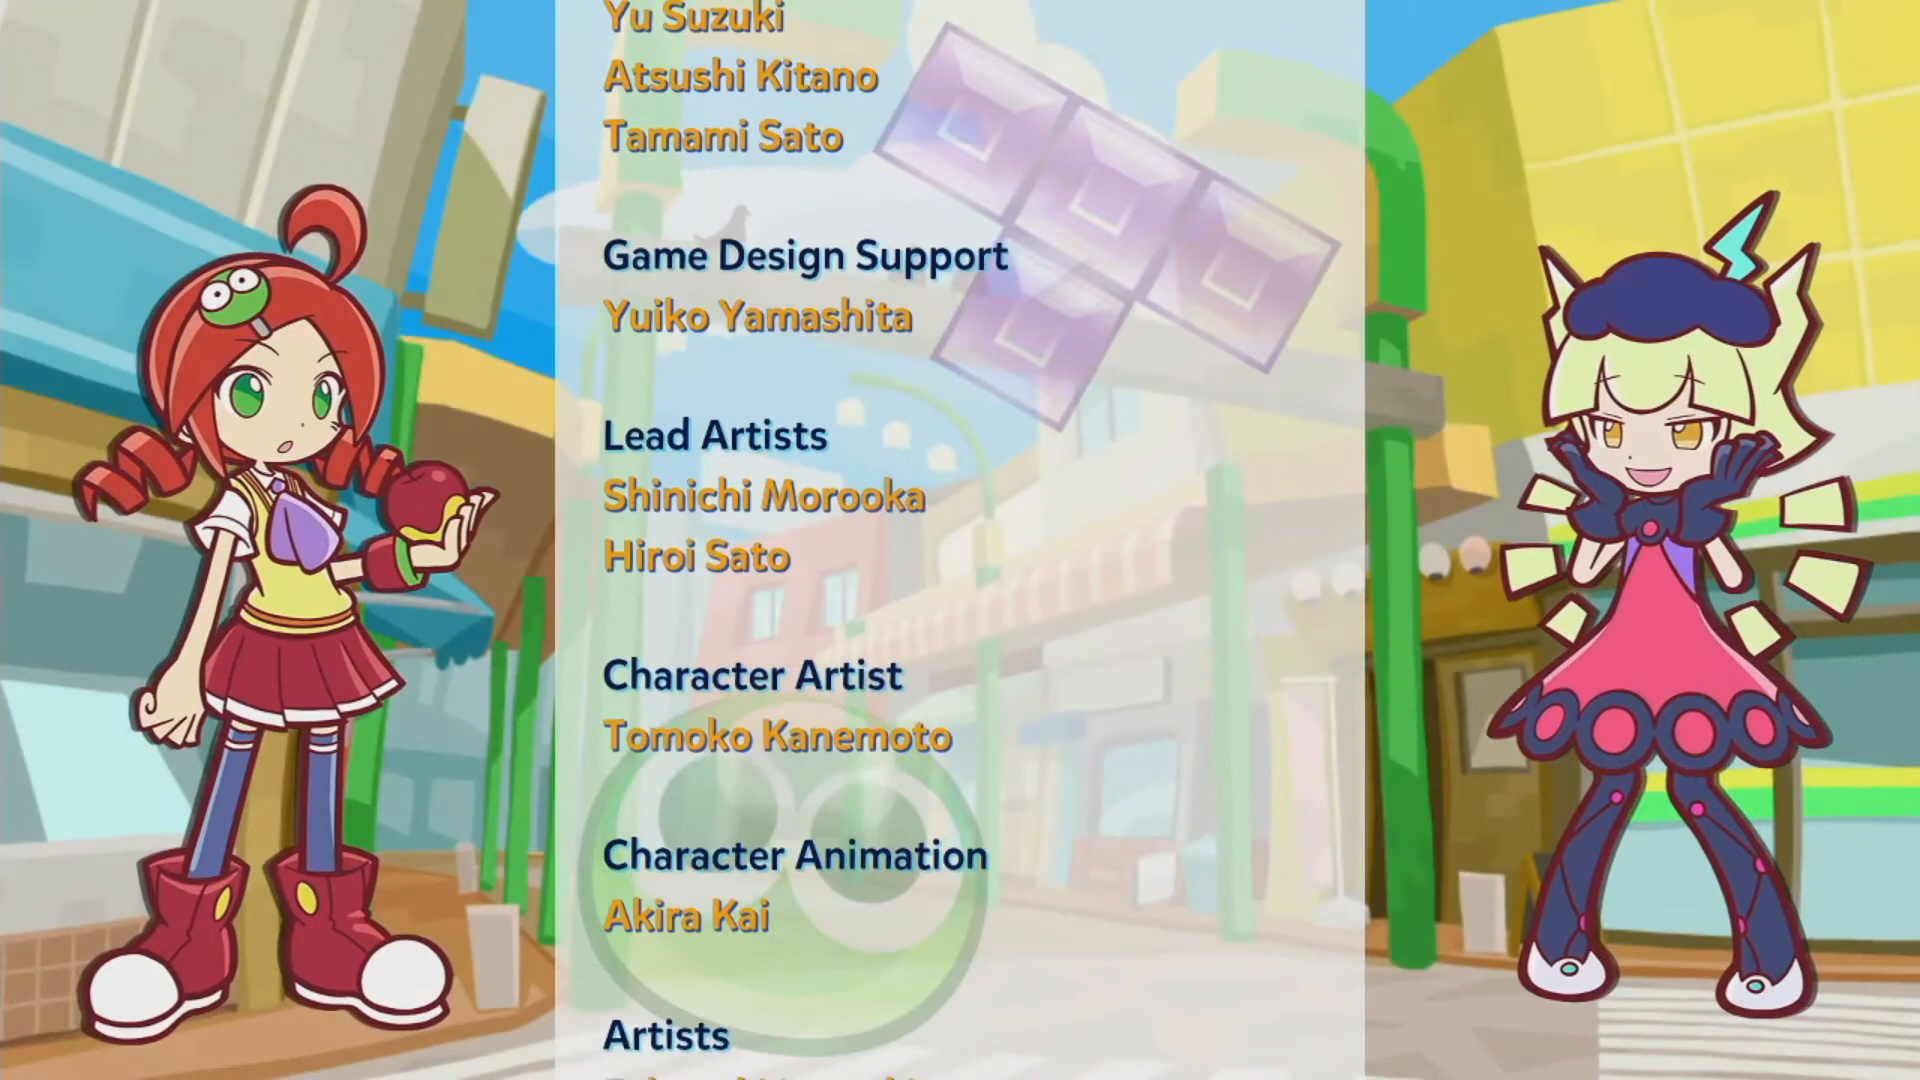 Yu Suzuki
Atsushi Kitano
Tamami Sato
Game Design Support
Yuiko Yamashita
Lead Artists
Shinichi Morooka
Hiroi Sato
Character Artist
Tomoko Kanemoto
Character Animation
Akira Kai
Artists